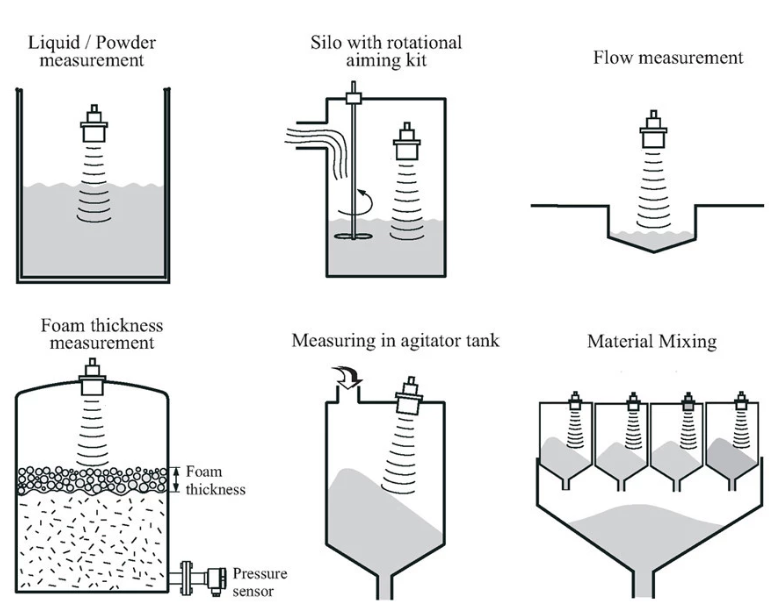 Liquid / Powder
measurement
Silo with rotational
aiming kit
Flow measurement
Foam thickness
measurement
Measuring in agitator tank
Material Mixing
Foam
thickness
Pressure
sensor